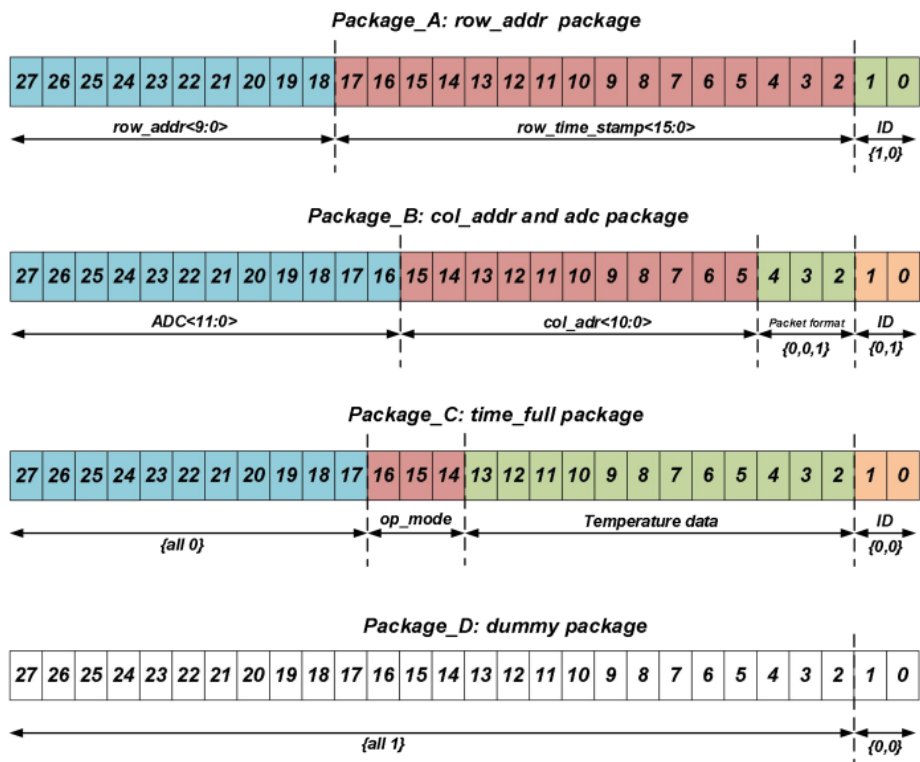 Package_A: row_addr package
27 26 25 24 23 22 21 20 19 18 17 16 15 14 13 12 11 10 9 8 7 6 5 4 3 2 1 0
row_addr<9:0> row_time_stamp<15:0> ID
{1,0}
Package_B: col_addr and adc package
27 26 25 24 23 22 21 20 19 18 17 16 15 14 13 12 11 10 9 8 7 6 5 4 3 2 1 0
ADC<11:0> col_adr<10:0> Packet format ID
{0,0,1} {0,1}
Package_C: time_full package
27 26 25 24 23 22 21 20 19 18 17 16 15 14 13 12 11 10 9 8 7 6 5 4 3 2 1 0
op_mode Temperature data ID
{all 0} {0,0}
Package_D: dummy package
27 26 25 24 23 22 21 20 19 18 17 16 15 14 13 12 11 10 9 8 7 6 5 4 3 2 1 0
{all 1} {0,0}